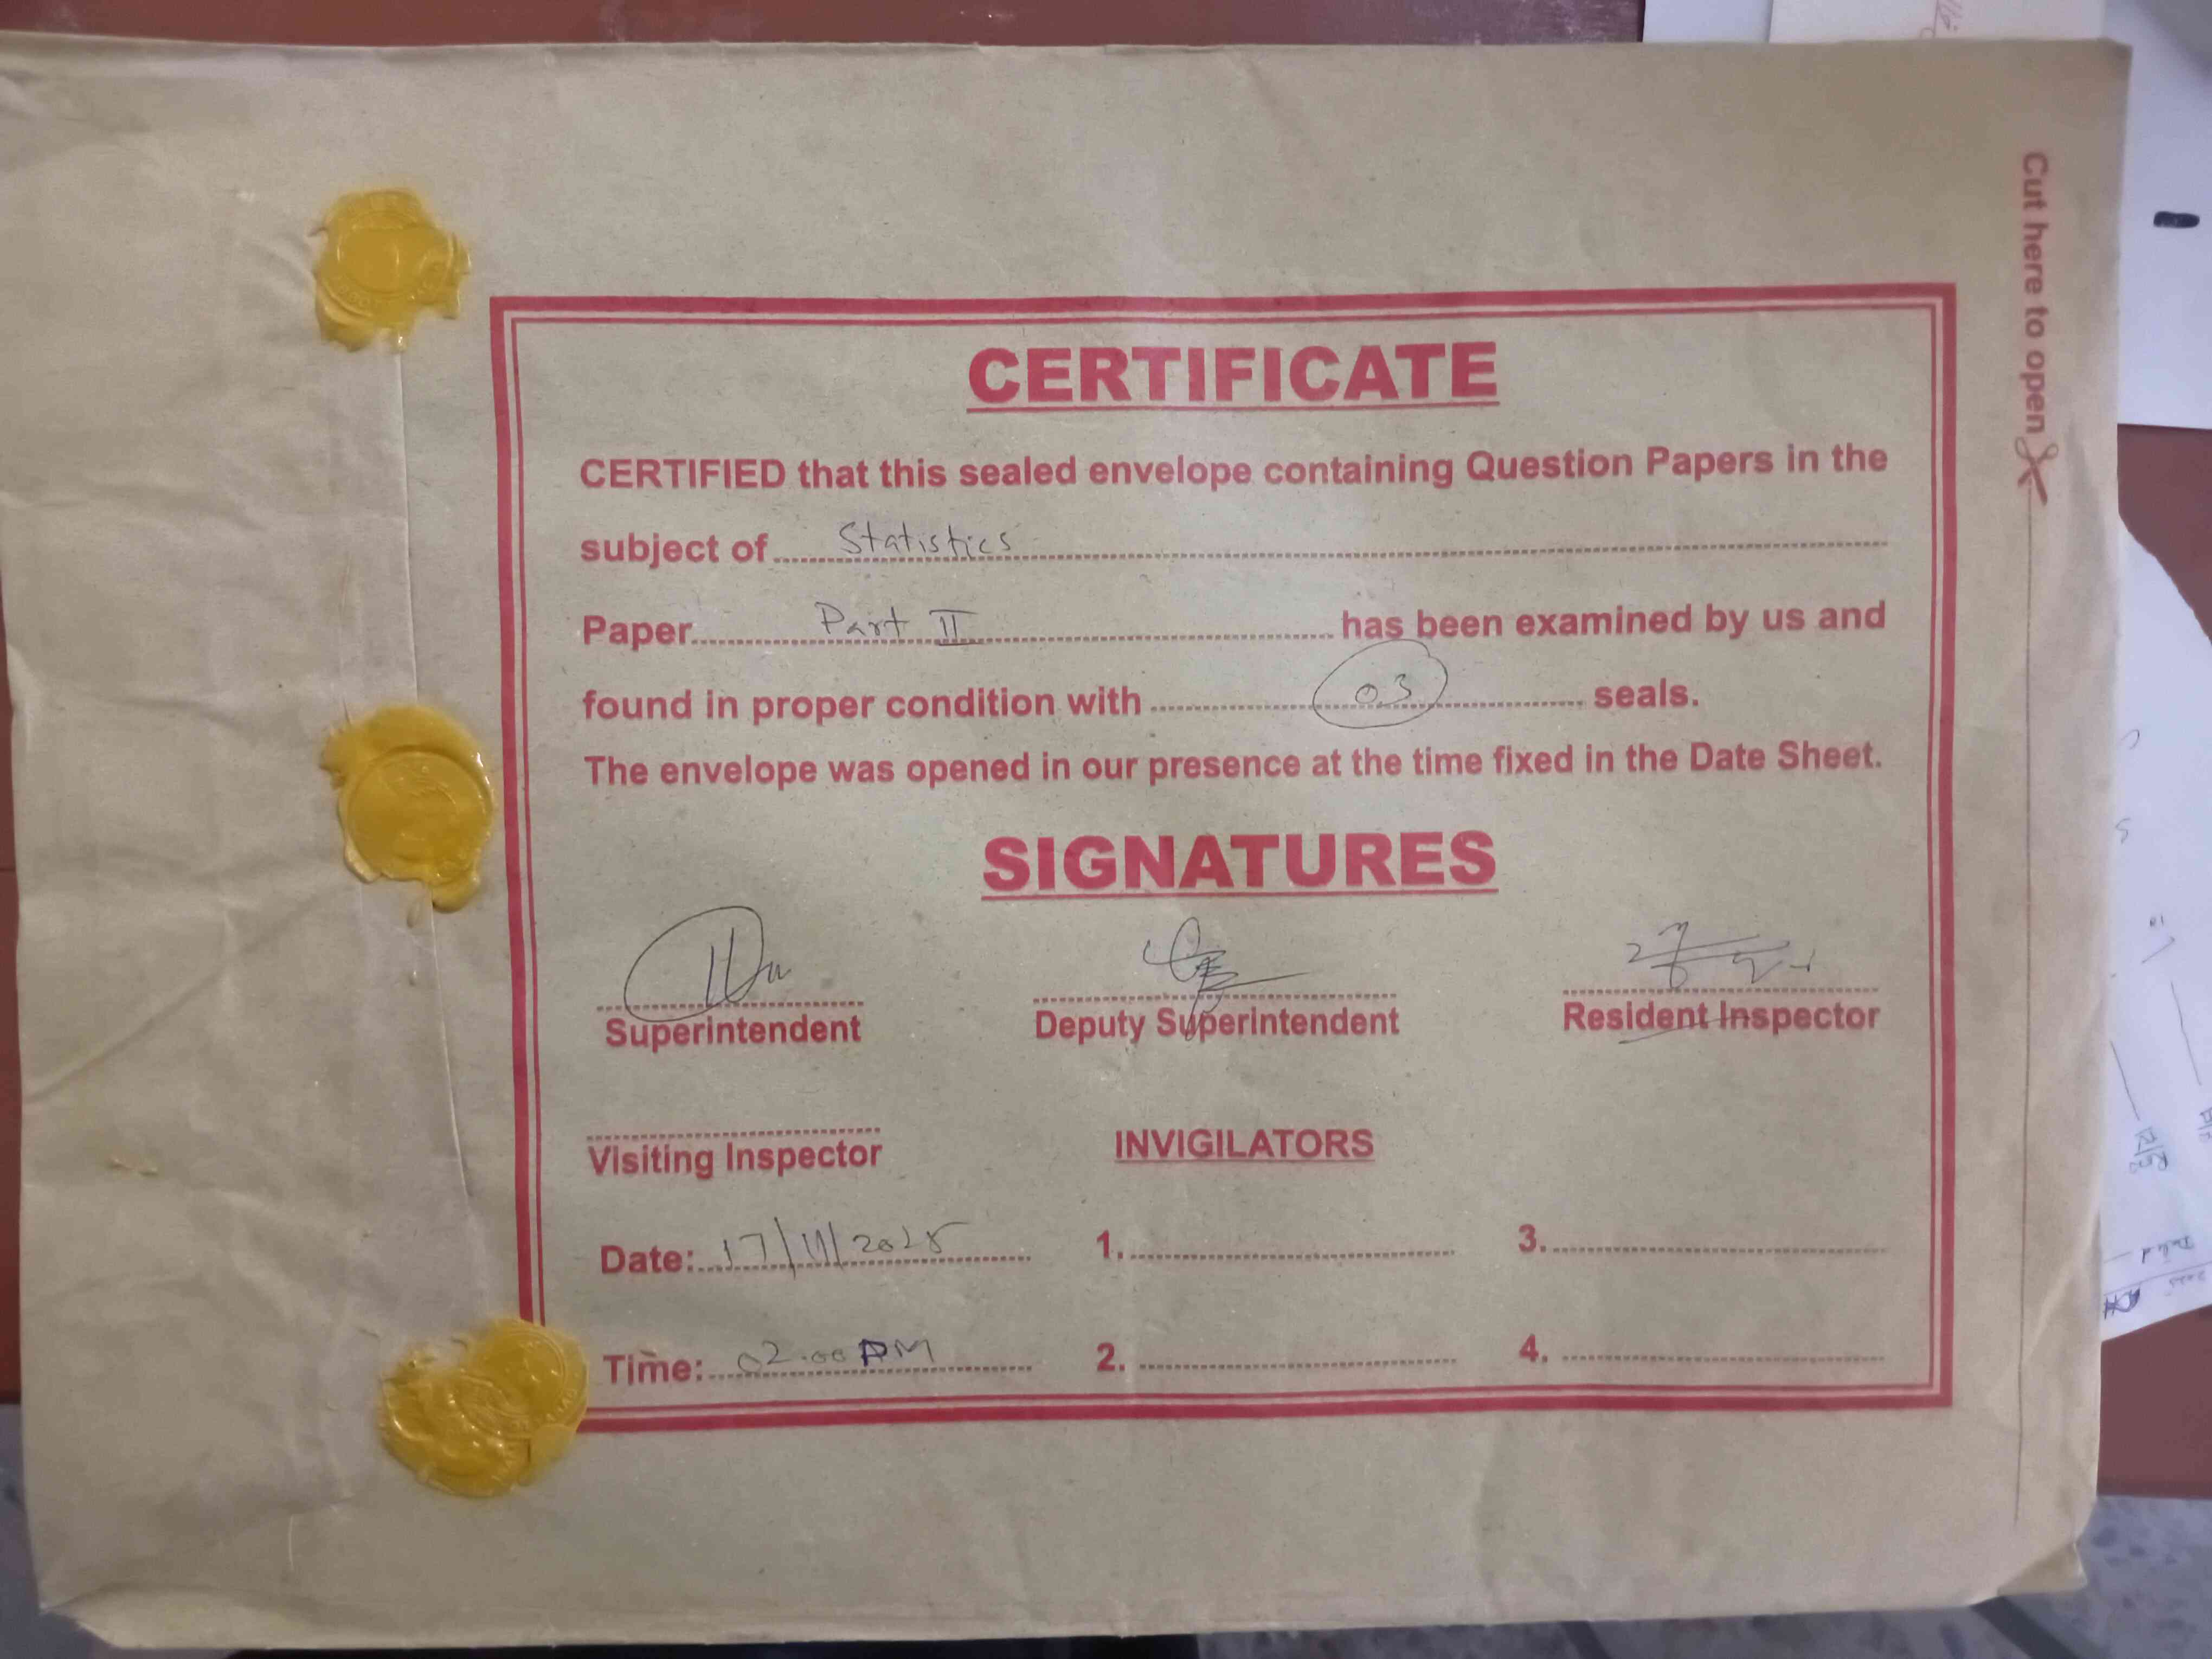 CERTIFICATE
CERTIFIED that this sealed envelope containing Question Papers in the
subject of Statistics
Paper Part II has been examined by us and
found in proper condition with 03 seals.
The envelope was opened in our presence at the time fixed in the Date Sheet.
SIGNATURES
Superintendent Deputy Superintendent Resident Inspector
Visiting Inspector INVIGILATORS
Date: 17/11/2025 1. 3.
Time: 02.00 PM 2. 4.
Cut here to open